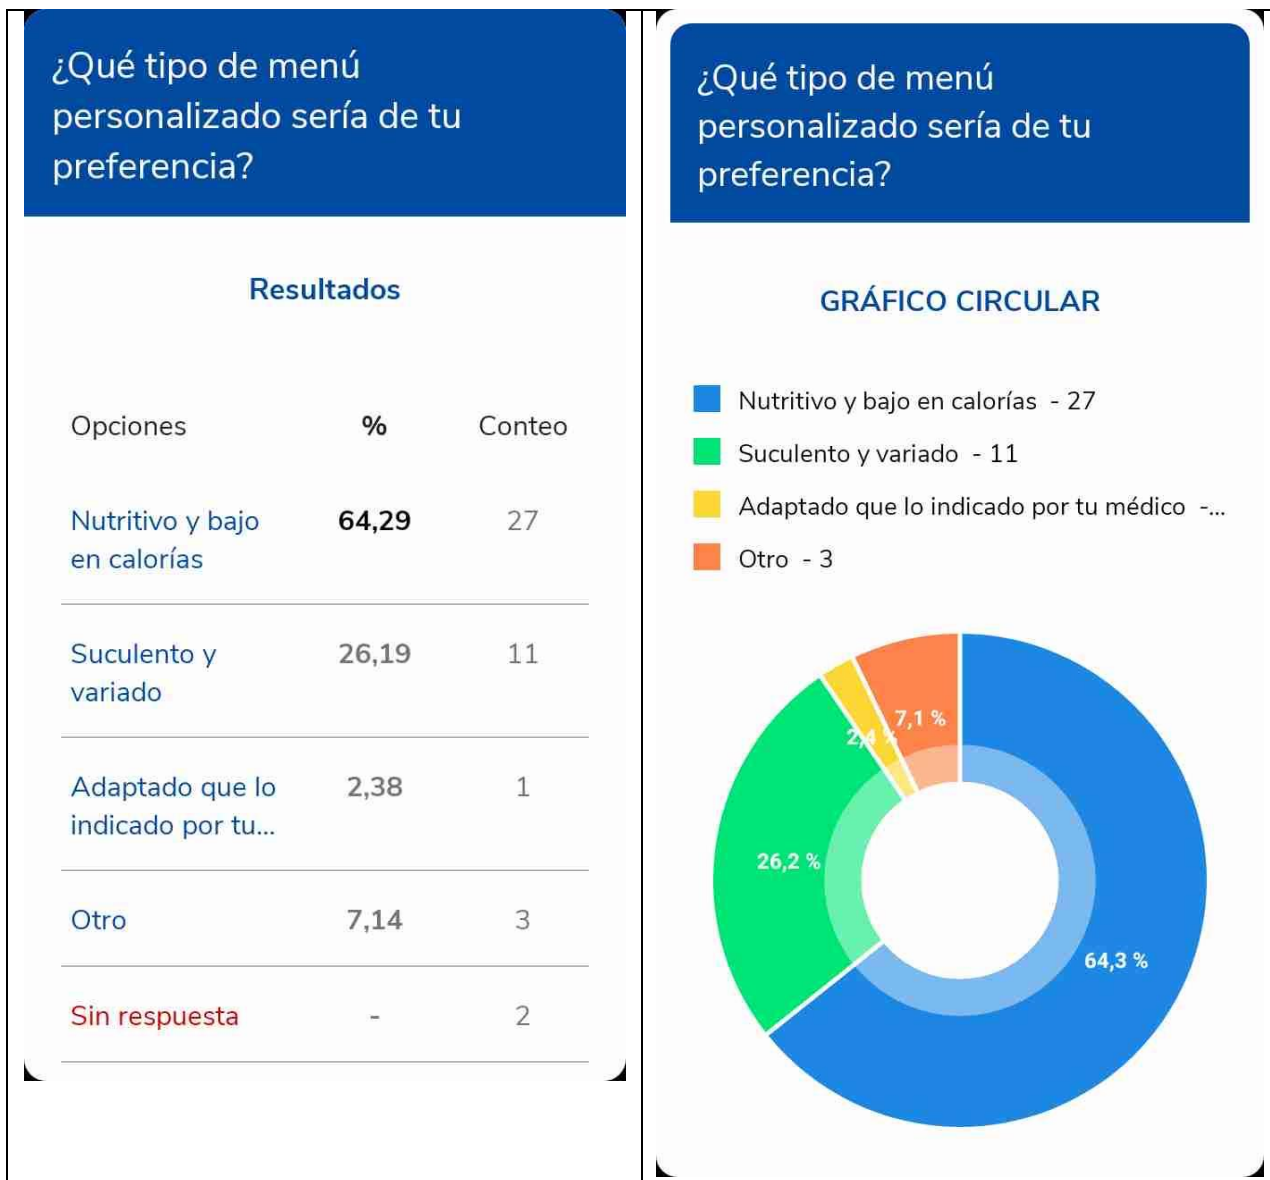 ¿Qué tipo de menú
personalizado sería de tu
preferencia?
Resultados
Opciones % Conteo
Nutritivo y bajo 64,29 27
en calorías
Suculento y 26,19 11
variado
Adaptado que lo 2,38 1
indicado por tu...
Otro 7,14 3
Sin respuesta - 2
¿Qué tipo de menú
personalizado sería de tu
preferencia?
GRÁFICO CIRCULAR
Nutritivo y bajo en calorías - 27
Suculento y variado - 11
Adaptado que lo indicado por tu médico -...
Otro - 3
7,1 %
2,4 %
26,2 %
64,3 %